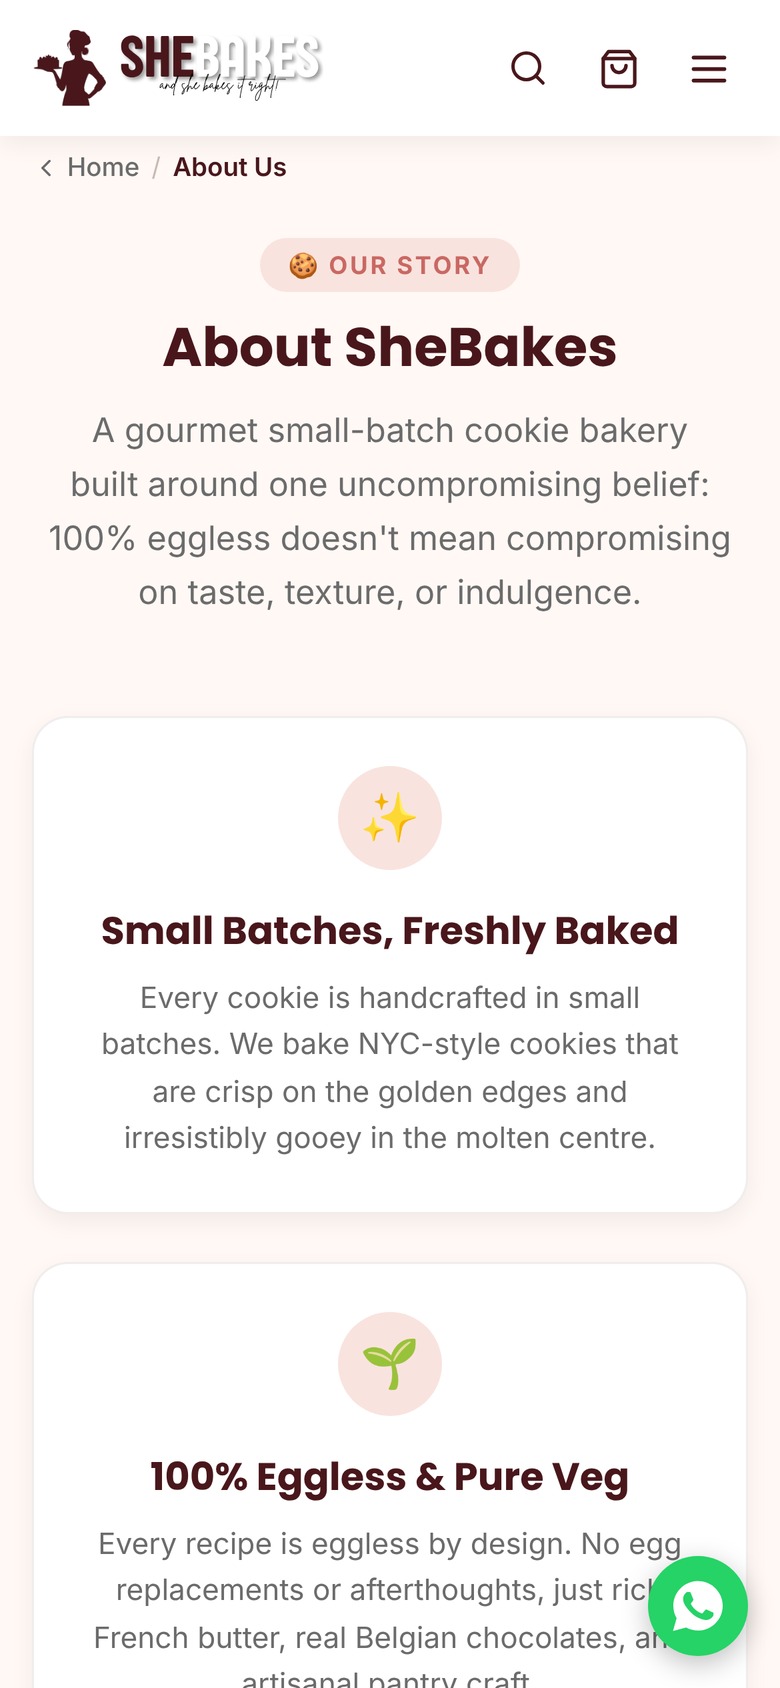 SHEBAKES
and she bakes it right!
Home / About Us
🍪 OUR STORY
About SheBakes
A gourmet small-batch cookie bakery
built around one uncompromising belief:
100% eggless doesn't mean compromising
on taste, texture, or indulgence.
Small Batches, Freshly Baked
Every cookie is handcrafted in small
batches. We bake NYC-style cookies that
are crisp on the golden edges and
irresistibly gooey in the molten centre.
100% Eggless & Pure Veg
Every recipe is eggless by design. No egg
replacements or afterthoughts, just
French butter, real Belgian chocolates,
artisanal pantry craft